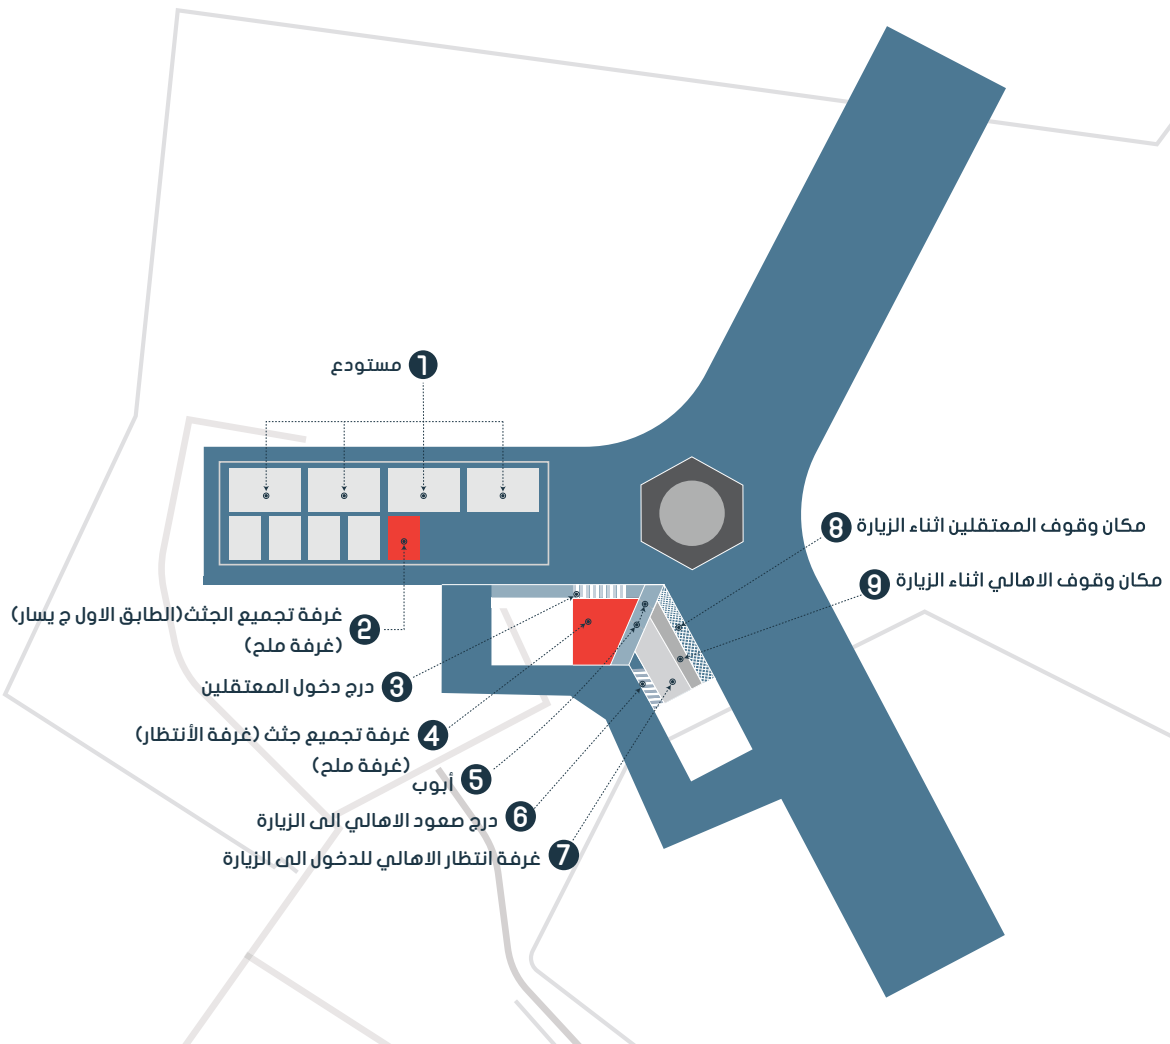 1 مستودع
2 غرفة تجميع الجثث(الطابق الاول ج يسار)
(غرفة ملح)
3 درج دخول المعتقلين
4 غرفة تجميع جثث (غرفة الأنتظار)
(غرفة ملح)
5 أبوب
6 درج صعود الاهالي الى الزيارة
7 غرفة انتظار الاهالي للدخول الى الزيارة
8 مكان وقوف المعتقلين اثناء الزيارة
9 مكان وقوف الاهالي اثناء الزيارة